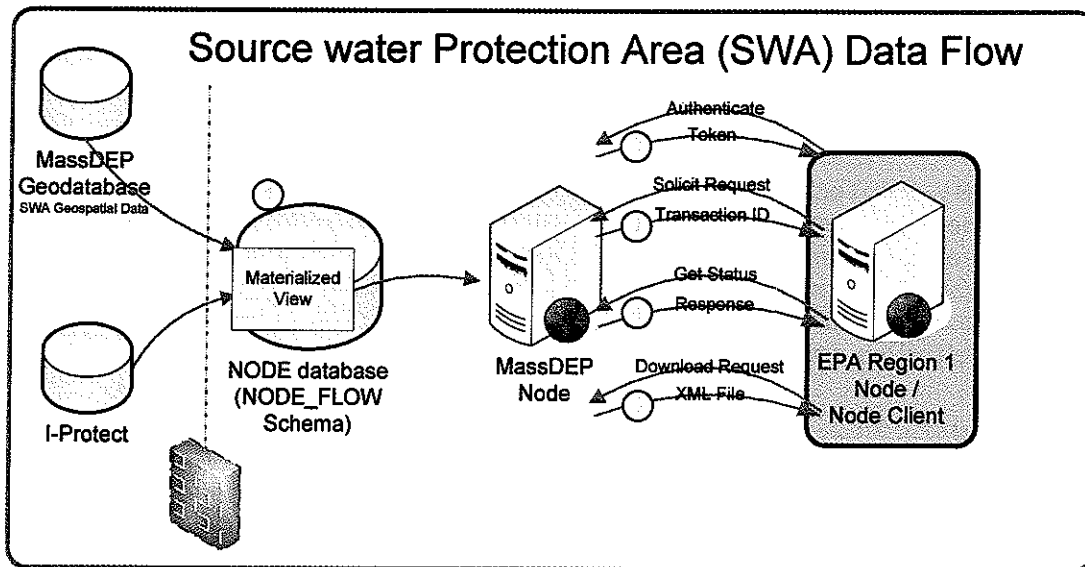 Source water Protection Area (SWA) Data Flow
MassDEP
Geodatabase
SWA Geospatial Data
I-Protect
Materialized
View
NODE database
(NODE_FLOW
Schema)
MassDEP
Node
Authenticate
Token
Solicit Request
Transaction ID
Get Status
Response
Download Request
XML File
EPA Region 1
Node /
Node Client